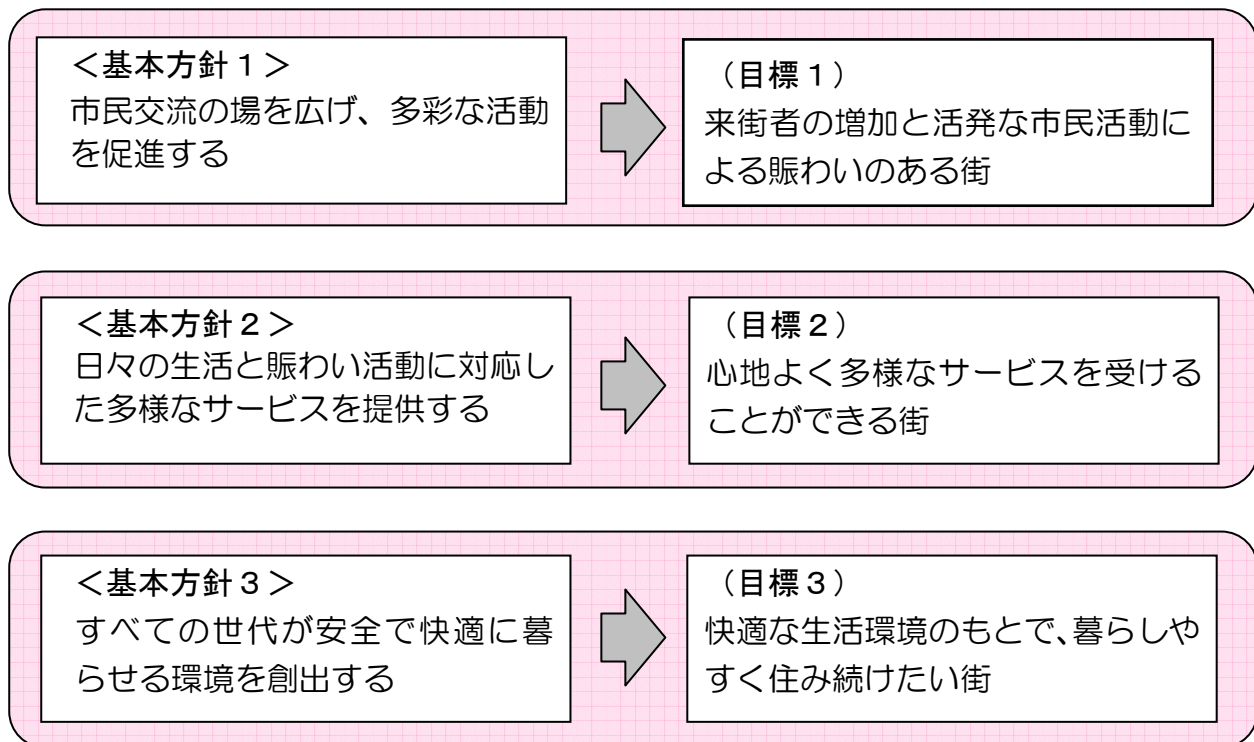 ＜基本方針１＞
市民交流の場を広げ、多彩な活動
を促進する
（目標１）
来街者の増加と活発な市民活動に
よる賑わいのある街
＜基本方針２＞
日々の生活と賑わい活動に対応し
た多様なサービスを提供する
（目標２）
心地よく多様なサービスを受ける
ことができる街
＜基本方針３＞
すべての世代が安全で快適に暮
らせる環境を創出する
（目標３）
快適な生活環境のもとで、暮らしや
すく住み続けたい街